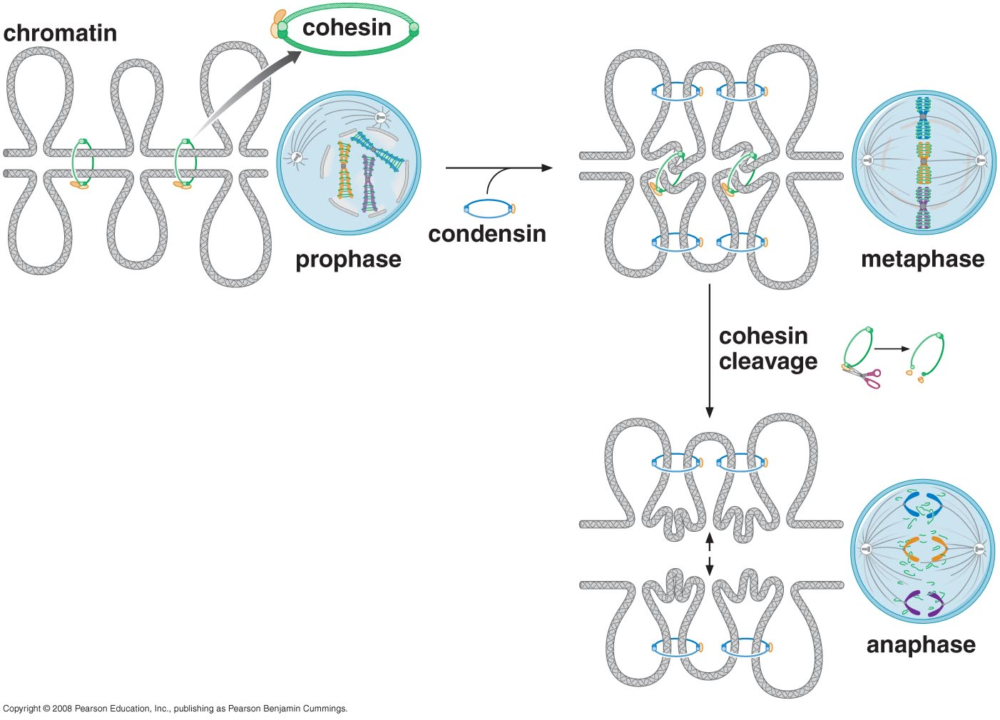 chromatin
cohesin
prophase
condensin
metaphase
cohesin
cleavage
anaphase
Copyright © 2008 Pearson Education, Inc., publishing as Pearson Benjamin Cummings.